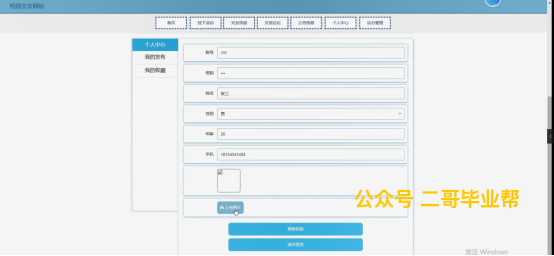 校园交友网站
首页 线下活动 交友信息 交流论坛 公告信息 个人中心 后台管理
个人中心
我的发布
我的收藏
账号
密码
姓名 张三
性别 男
年龄 20
手机
上传照片
更新信息
退出登录
公众号 二哥毕业帮
激活 Windows